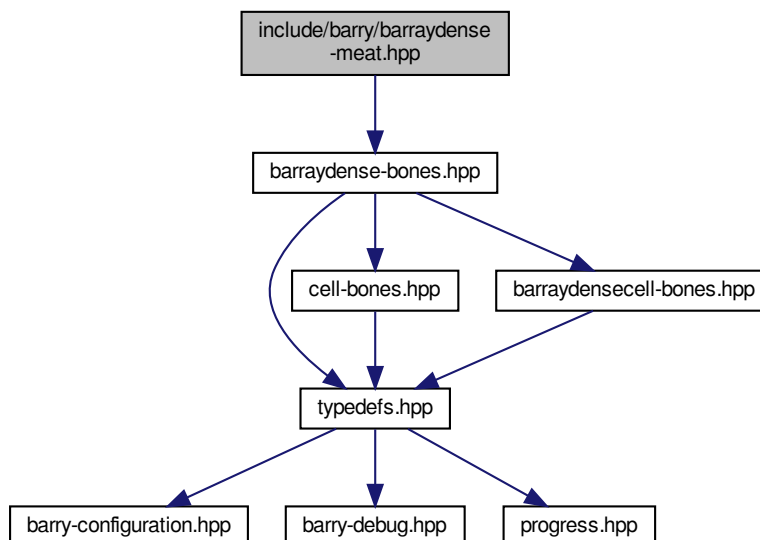 include/barry/barraydense
-meat.hpp
barraydense-bones.hpp
cell-bones.hpp
barraydensecell-bones.hpp
typedefs.hpp
barry-configuration.hpp
barry-debug.hpp
progress.hpp